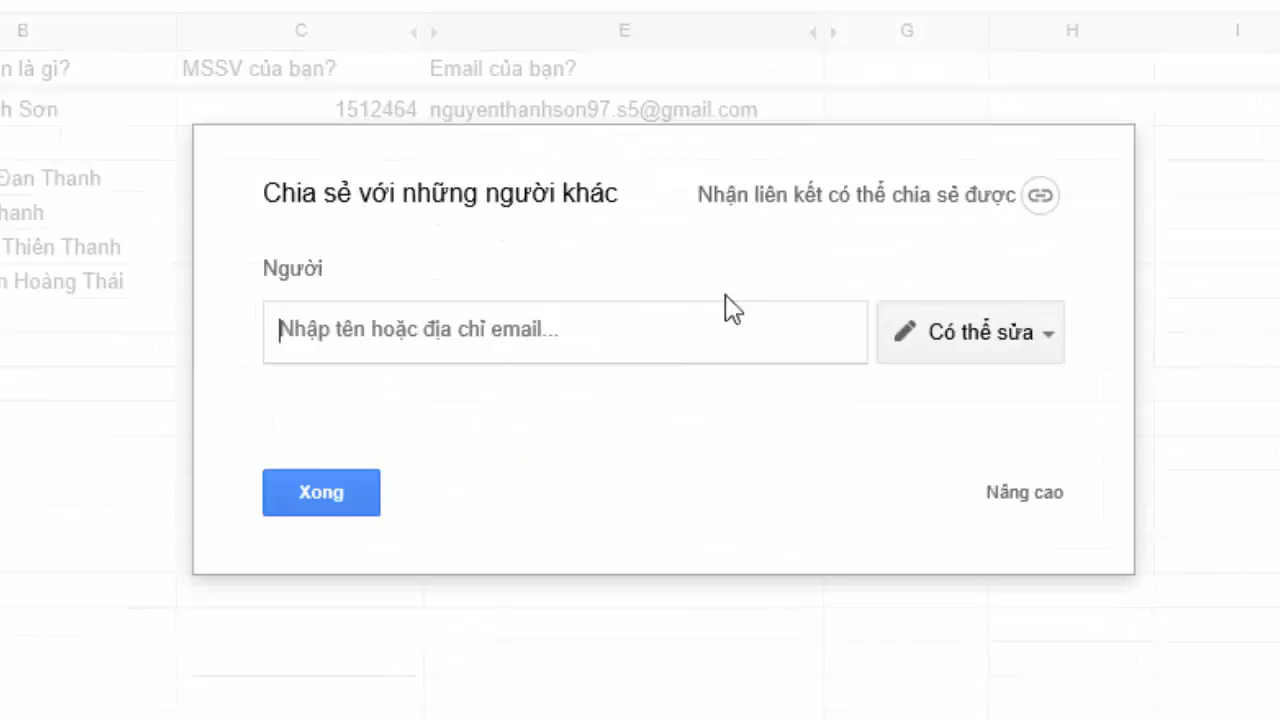 B C E G H I
n là gì? MSSV của bạn? Email của bạn?
h Sơn 1512464 nguyenthanhson97.s5@gmail.com
Đan Thanh
hanh
Thiên Thanh
n Hoàng Thái
Chia sẻ với những người khác Nhận liên kết có thể chia sẻ được
Người
Nhập tên hoặc địa chỉ email... Có thể sửa
Xong Nâng cao